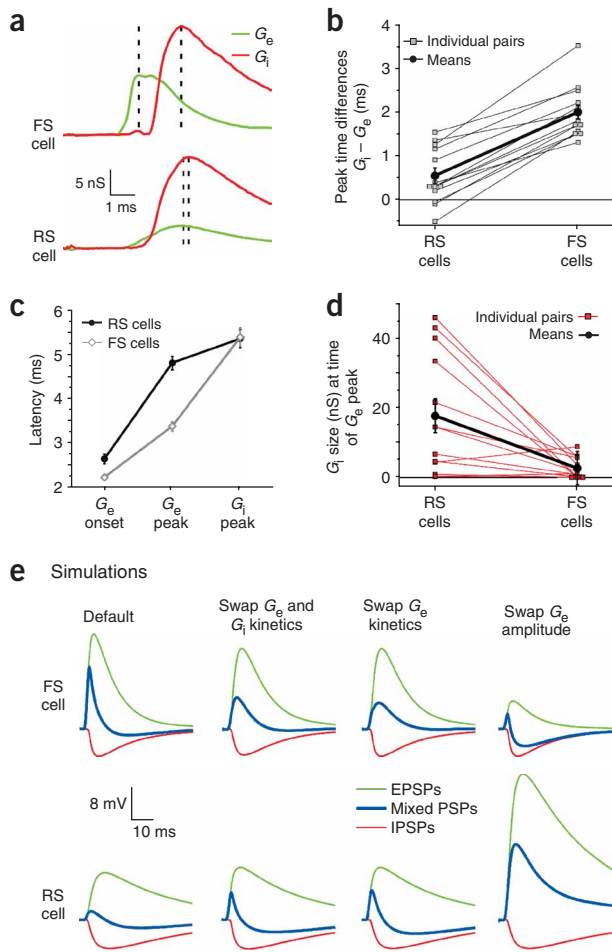 a
Ge
Gi
FS
cell
5 nS
1 ms
RS
cell
b
Peak time differences
Gi – Ge (ms)
4
3
2
1
0
Individual pairs
Means
RS
cells
FS
cells
c
Latency (ms)
6
5
4
3
2
RS cells
FS cells
Ge
onset
Ge
peak
Gi
peak
d
Gi size (nS) at time
of Ge peak
40
20
0
Individual pairs
Means
RS
cells
FS
cells
e Simulations
Default
Swap Ge and
Gi kinetics
Swap Ge
kinetics
Swap Ge
amplitude
FS
cell
8 mV
10 ms
EPSPs
Mixed PSPs
IPSPs
RS
cell